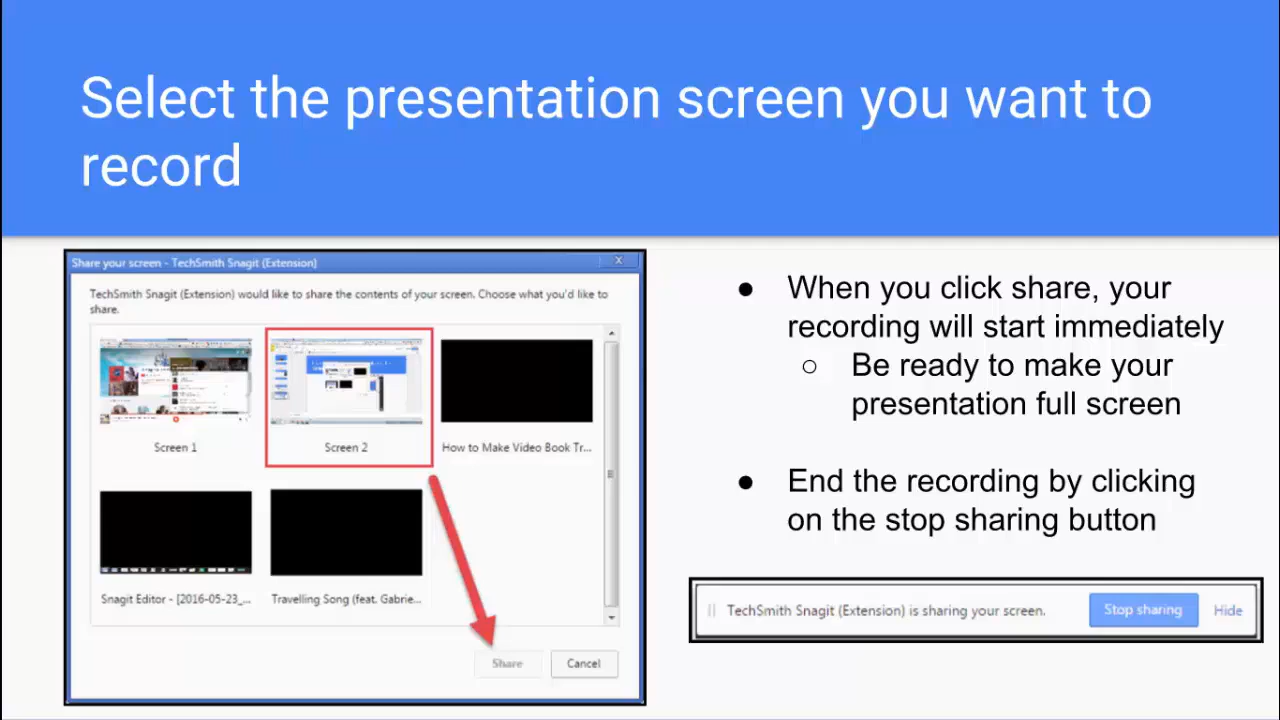 Select the presentation screen you want to
record
Share your screen - TechSmith Snagit (Extension)
TechSmith Snagit (Extension) would like to share the contents of your screen. Choose what you'd like to
share.
Screen 1
Screen 2
How to Make Video Book Tr...
Snagit Editor - [2016-05-23_...
Travelling Song (feat. Gabrie...
Share
Cancel
● When you click share, your
recording will start immediately
○ Be ready to make your
presentation full screen
● End the recording by clicking
on the stop sharing button
TechSmith Snagit (Extension) is sharing your screen.
Stop sharing
Hide